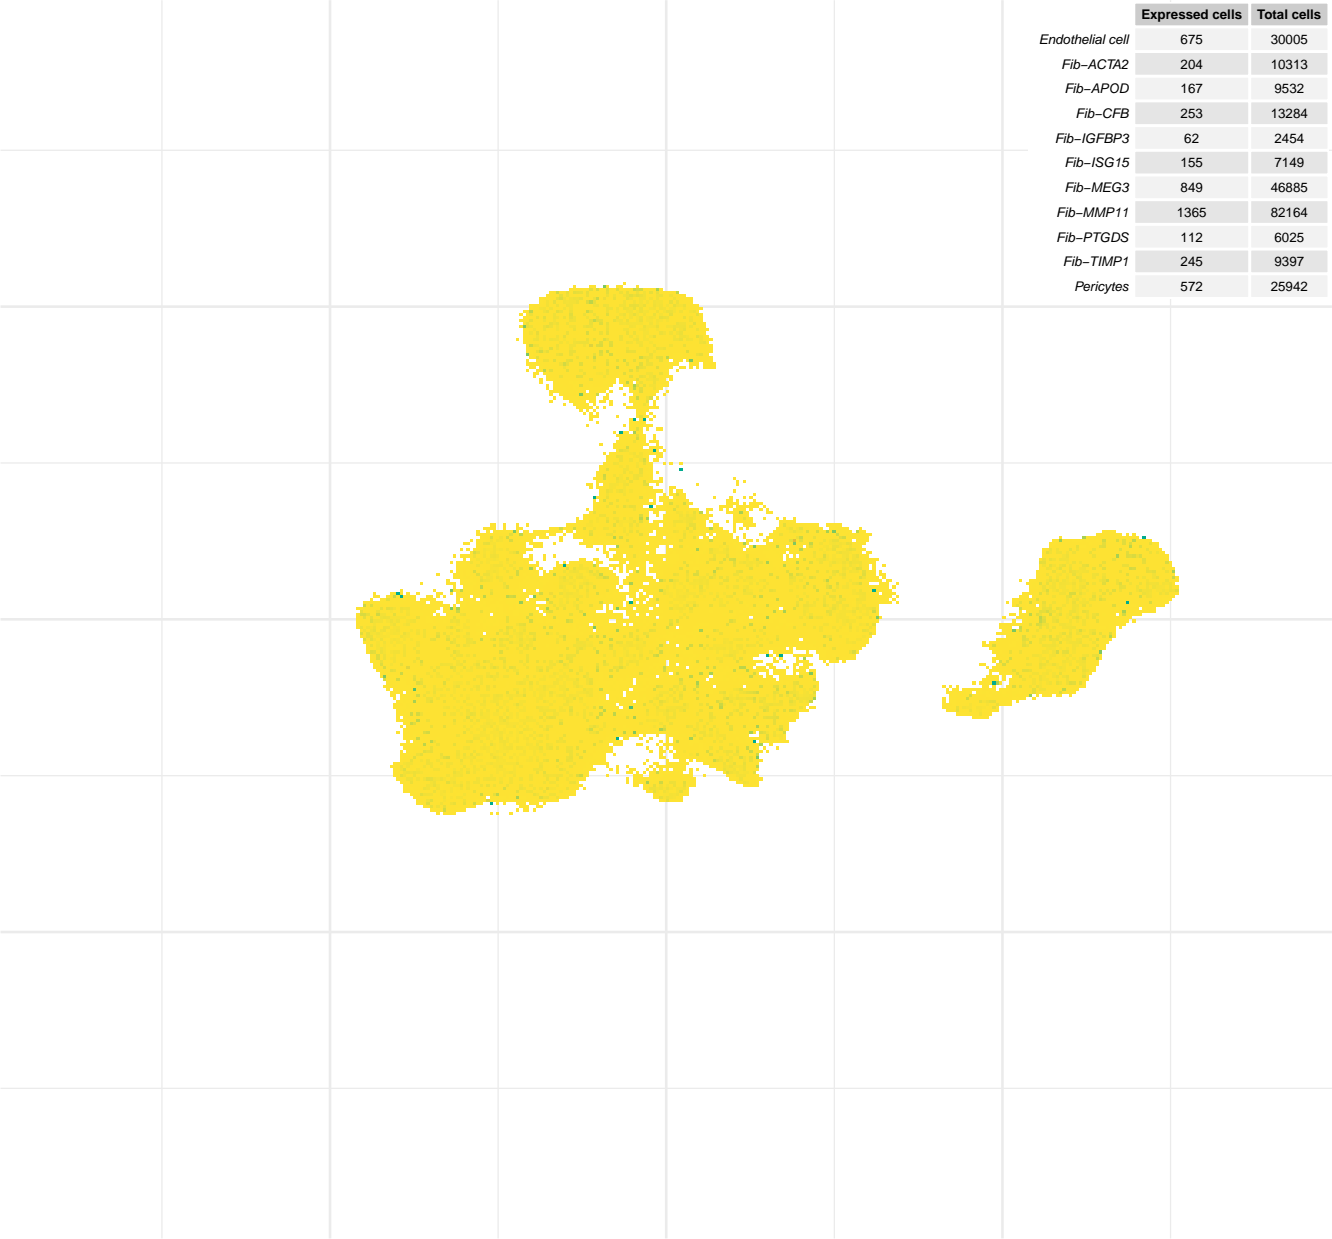 Expressed cells Total cells
Endothelial cell 675 30005
Fib−ACTA2 204 10313
Fib−APOD 167 9532
Fib−CFB 253 13284
Fib−IGFBP3 62 2454
Fib−ISG15 155 7149
Fib−MEG3 849 46885
Fib−MMP11 1365 82164
Fib−PTGDS 112 6025
Fib−TIMP1 245 9397
Pericytes 572 25942